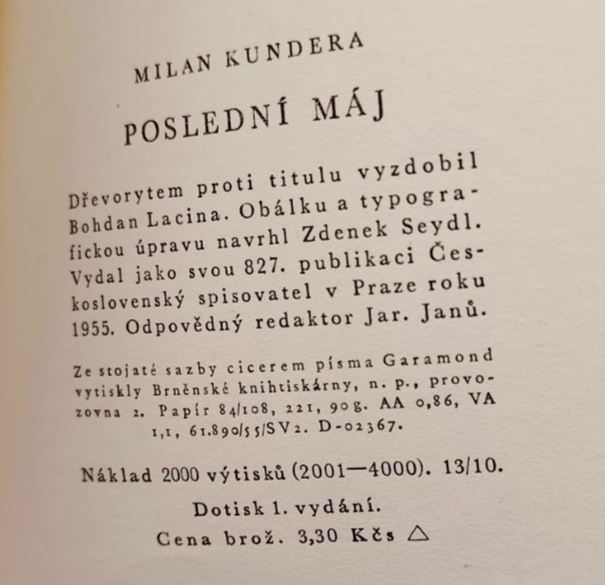 MILAN KUNDERA
POSLEDNÍ MÁJ
Dřevorytem proti titulu vyzdobil
Bohdan Lacina. Obálku a typogra-
fickou úpravu navrhl Zdenek Seydl.
Vydal jako svou 827. publikaci Čes-
koslovenský spisovatel v Praze roku
1955. Odpovědný redaktor Jar. Janů.
Ze stojaté sazby cicerem písma Garamond
vytiskly Brněnské knihtiskárny, n. p., provo-
zovna 2. Papír 84/108, 221, 90g. AA 0,86, VA
1,1, 61.890/55/SV2. D-02367.
Náklad 2000 výtisků (2001—4000). 13/10.
Dotisk 1. vydání.
Cena brož. 3,30 Kčs △